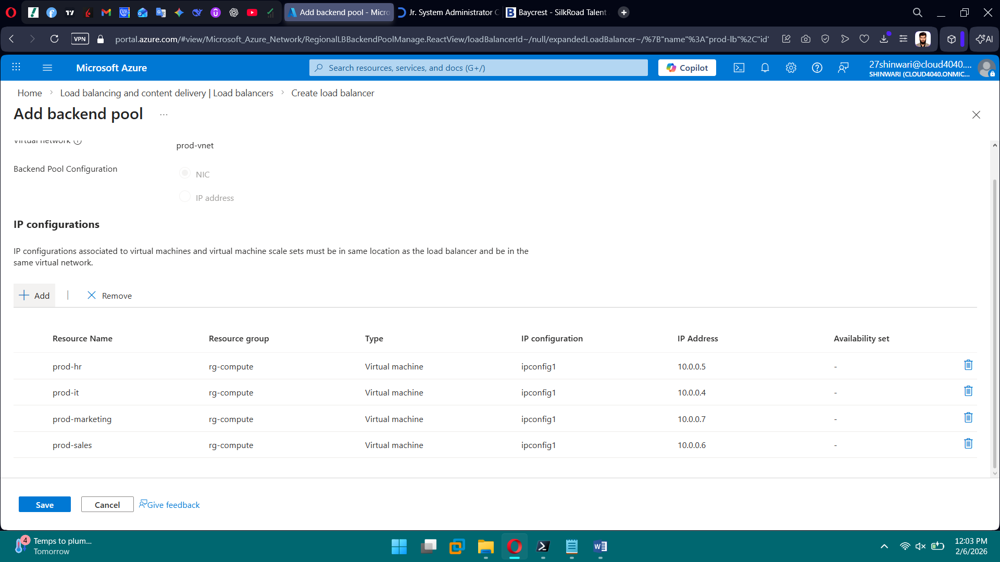 Add backend pool - Micro
Jr. System Administrator C
Baycrest - SilkRoad Talent
VPN
portal.azure.com/#view/Microsoft_Azure_Network/RegionalLBBackendPoolManage.ReactView/loadBalancerId~/null/expandedLoadBalancer~/%7B"name"%3A"prod-lb"%2C"id"
AI
Microsoft Azure
Search resources, services, and docs (G+/)
Copilot
27shinwari@cloud4040....
SHINWARI (CLOUD4040.ONMIC...
Home > Load balancing and content delivery | Load balancers > Create load balancer
Add backend pool ...
Virtual network
prod-vnet
Backend Pool Configuration
NIC
IP address
IP configurations
IP configurations associated to virtual machines and virtual machine scale sets must be in same location as the load balancer and be in the
same virtual network.
Add | Remove
Resource Name Resource group Type IP configuration IP Address Availability set
prod-hr rg-compute Virtual machine ipconfig1 10.0.0.5 -
prod-it rg-compute Virtual machine ipconfig1 10.0.0.4 -
prod-marketing rg-compute Virtual machine ipconfig1 10.0.0.7 -
prod-sales rg-compute Virtual machine ipconfig1 10.0.0.6 -
Save Cancel Give feedback
4
Temps to plum...
Tomorrow
12:03 PM
2/6/2026